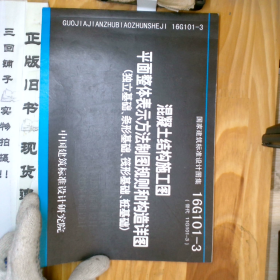 GUOJIAJIANZHUBIAOZHUNSHEJI 16G101-3
国家建筑标准设计图集 16G101-3
(替代 11G101-3)
混凝土结构施工图
平面整体表示方法制图规则和构造详图
(独立基础、条形基础、筏形基础、桩基础)
中国建筑标准设计研究院
正版旧书 现货
三面铺子 实物拍摄!!